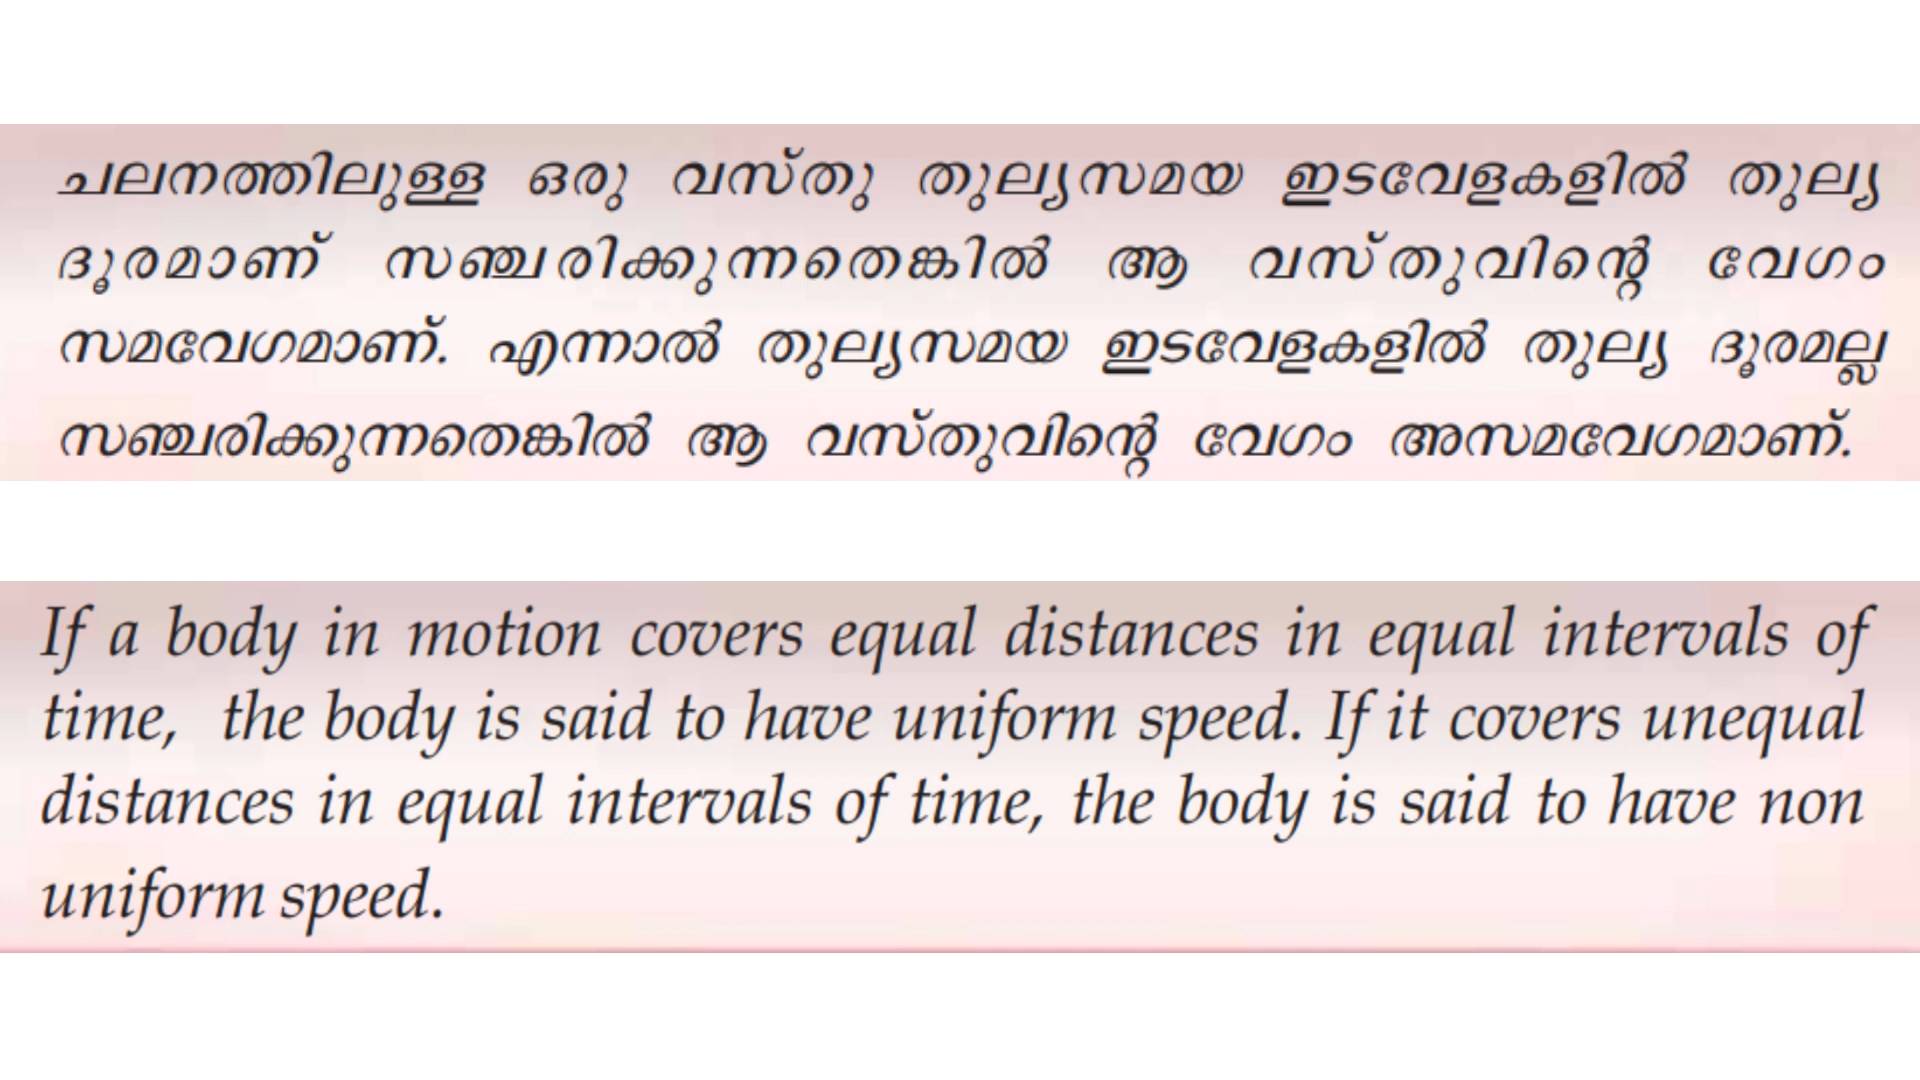 ചലനത്തിലുള്ള ഒരു വസ്തു തുല്യസമയ ഇടവേളകളിൽ തുല്യ
ദൂരമാണ് സഞ്ചരിക്കുന്നതെങ്കിൽ ആ വസ്തുവിന്റെ വേഗം
സമവേഗമാണ്. എന്നാൽ തുല്യസമയ ഇടവേളകളിൽ തുല്യ ദൂരമല്ല
സഞ്ചരിക്കുന്നതെങ്കിൽ ആ വസ്തുവിന്റെ വേഗം അസമവേഗമാണ്.
If a body in motion covers equal distances in equal intervals of
time, the body is said to have uniform speed. If it covers unequal
distances in equal intervals of time, the body is said to have non
uniform speed.